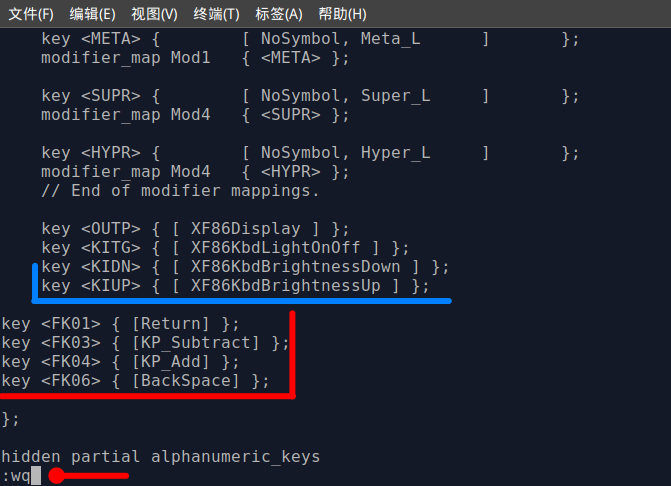 文件(F) 编辑(E) 视图(V) 终端(T) 标签(A) 帮助(H)
key <META> { [ NoSymbol, Meta_L ] };
modifier_map Mod1 { <META> };
key <SUPR> { [ NoSymbol, Super_L ] };
modifier_map Mod4 { <SUPR> };
key <HYPR> { [ NoSymbol, Hyper_L ] };
modifier_map Mod4 { <HYPR> };
// End of modifier mappings.
key <OUTP> { [ XF86Display ] };
key <KITG> { [ XF86KbdLightOnOff ] };
key <KIDN> { [ XF86KbdBrightnessDown ] };
key <KIUP> { [ XF86KbdBrightnessUp ] };
key <FK01> { [Return] };
key <FK03> { [KP_Subtract] };
key <FK04> { [KP_Add] };
key <FK06> { [BackSpace] };
};
hidden partial alphanumeric_keys
:wq